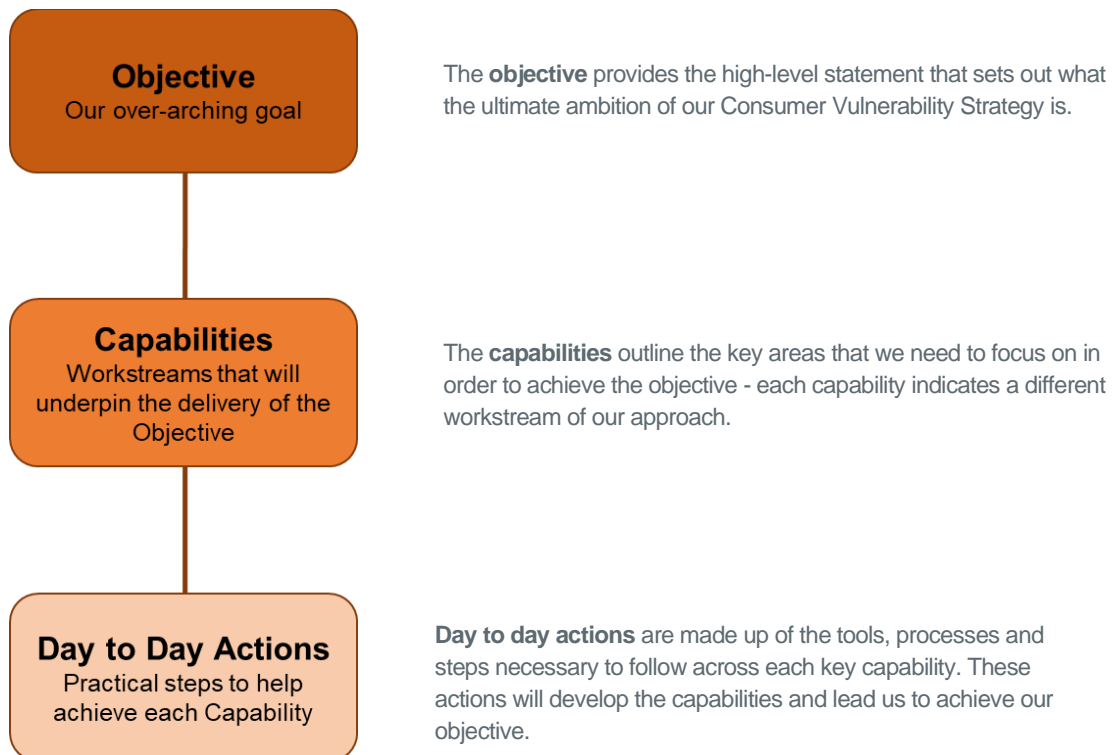 Objective
Our over-arching goal
The objective provides the high-level statement that sets out what
the ultimate ambition of our Consumer Vulnerability Strategy is.
Capabilities
Workstreams that will
underpin the delivery of the
Objective
The capabilities outline the key areas that we need to focus on in
order to achieve the objective - each capability indicates a different
workstream of our approach.
Day to Day Actions
Practical steps to help
achieve each Capability
Day to day actions are made up of the tools, processes and
steps necessary to follow across each key capability. These
actions will develop the capabilities and lead us to achieve our
objective.